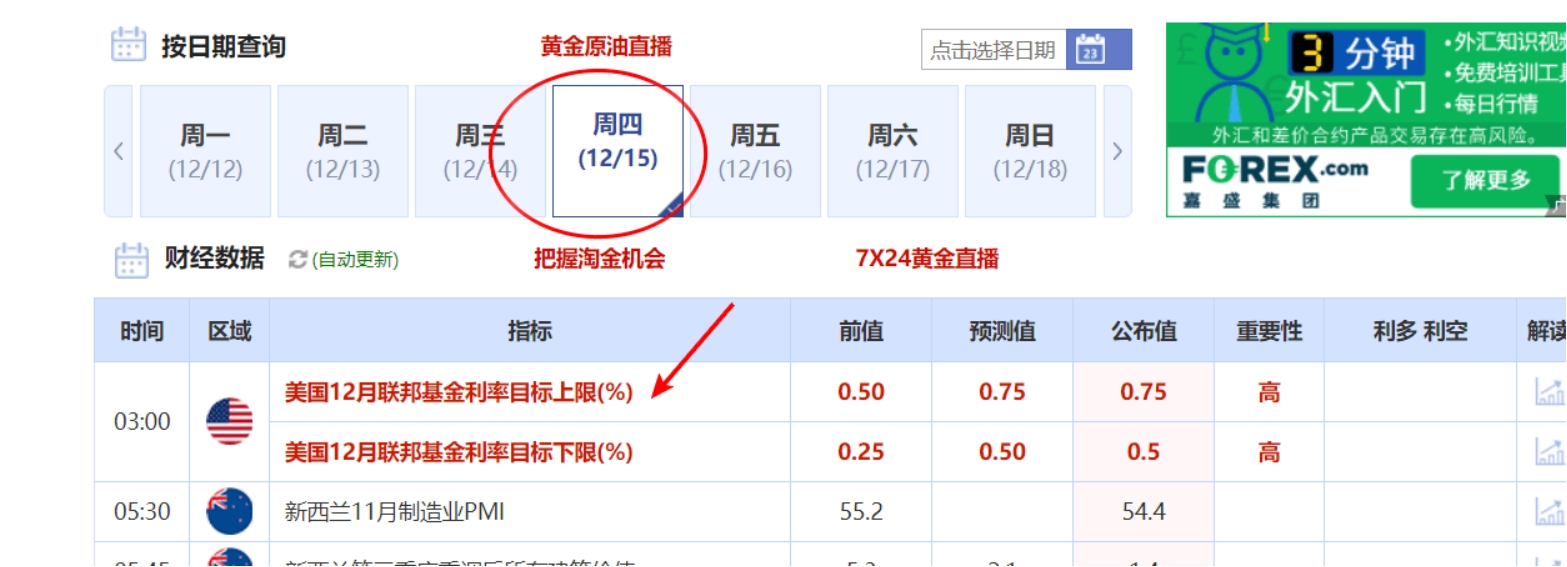 按日期查询
黄金原油直播
点击选择日期
23
周一
(12/12)
周二
(12/13)
周三
(12/14)
周四
(12/15)
周五
(12/16)
周六
(12/17)
周日
(12/18)
3 分钟
外汇入门
·外汇知识视频
·免费培训工具
·每日行情
外汇和差价合约产品交易存在高风险。
FOREX.com
嘉盛集团
了解更多
广
财经数据
(自动更新)
把握淘金机会
7X24黄金直播
时间 区域 指标 前值 预测值 公布值 重要性 利多 利空 解读
03:00
美国12月联邦基金利率目标上限(%) 0.50 0.75 0.75 高
美国12月联邦基金利率目标下限(%) 0.25 0.50 0.5 高
05:30 新西兰11月制造业PMI 55.2 54.4